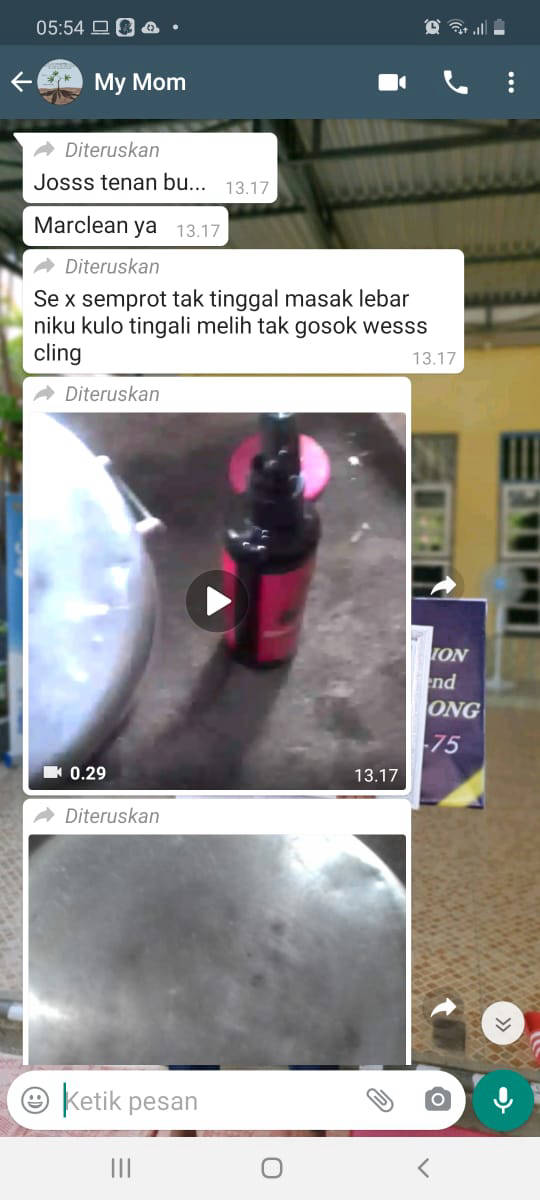 05:54
My Mom
Diteruskan
Josss tenan bu... 13.17
Marclean ya 13.17
Diteruskan
Se x semprot tak tinggal masak lebar
niku kulo tingali melih tak gosok wesss
cling 13.17
Diteruskan
ION
end
ONG
-75
0.29 13.17
Diteruskan
Ketik pesan